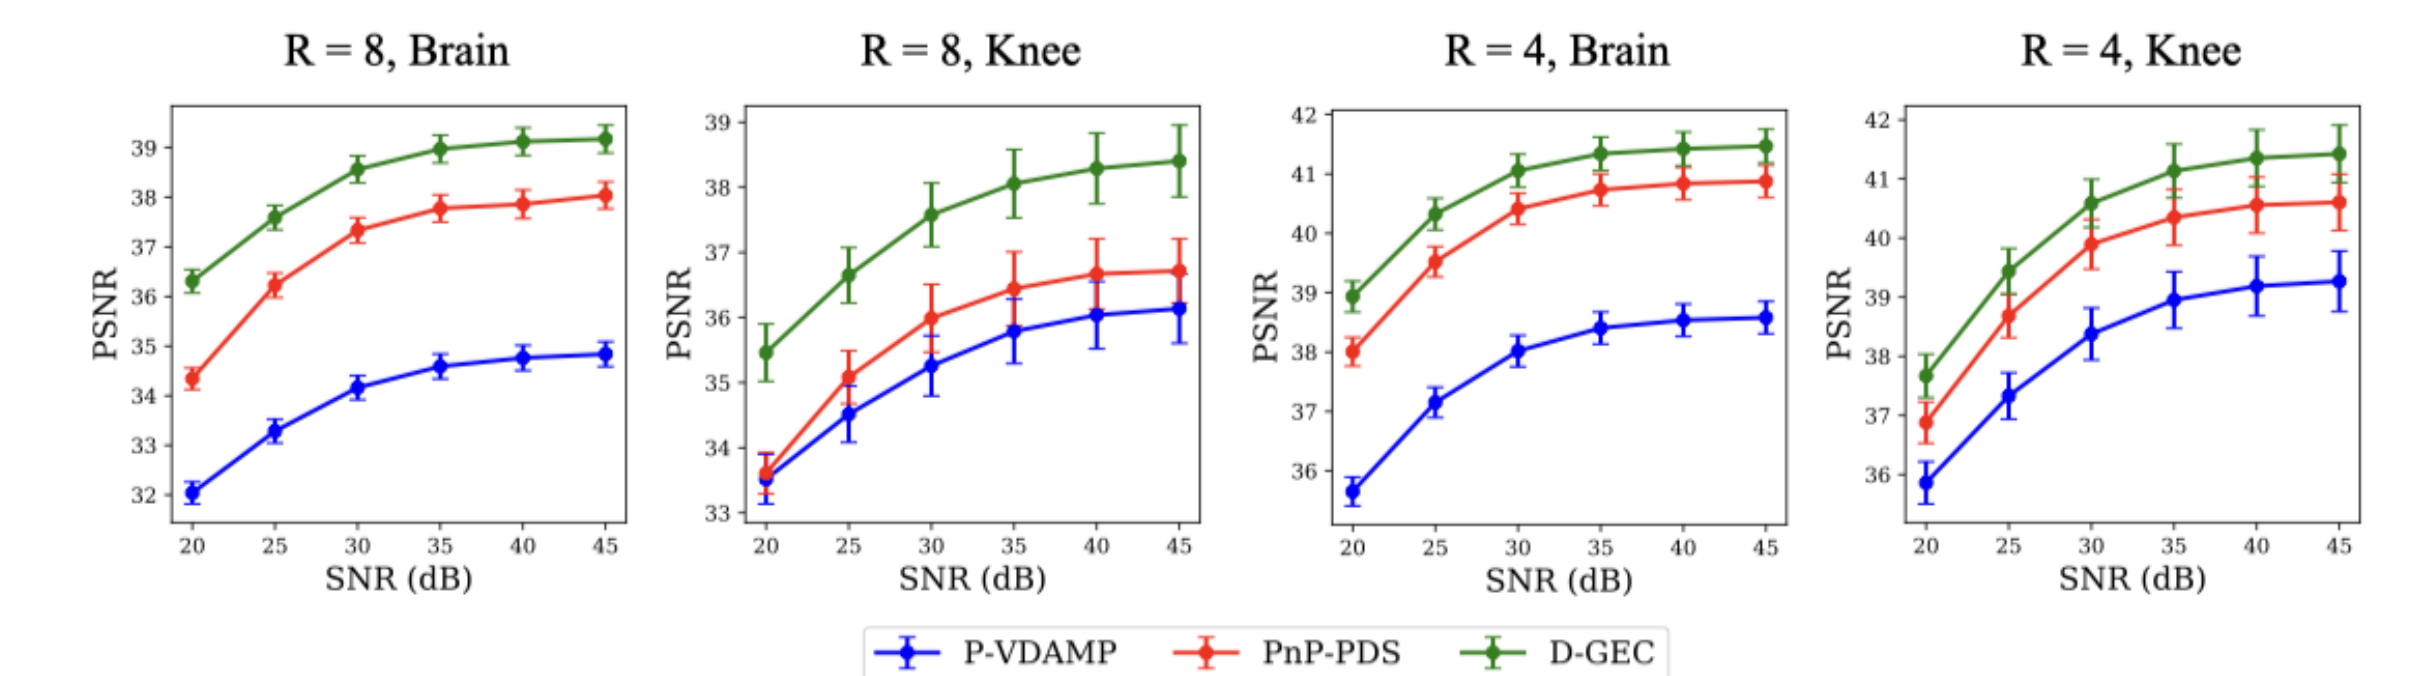 R = 8, Brain
39
38
37
36
35
34
33
32
PSNR
20 25 30 35 40 45
SNR (dB)
R = 8, Knee
39
38
37
36
35
34
33
PSNR
20 25 30 35 40 45
SNR (dB)
R = 4, Brain
42
41
40
39
38
37
36
PSNR
20 25 30 35 40 45
SNR (dB)
R = 4, Knee
42
41
40
39
38
37
36
PSNR
20 25 30 35 40 45
SNR (dB)
P-VDAMP PnP-PDS D-GEC